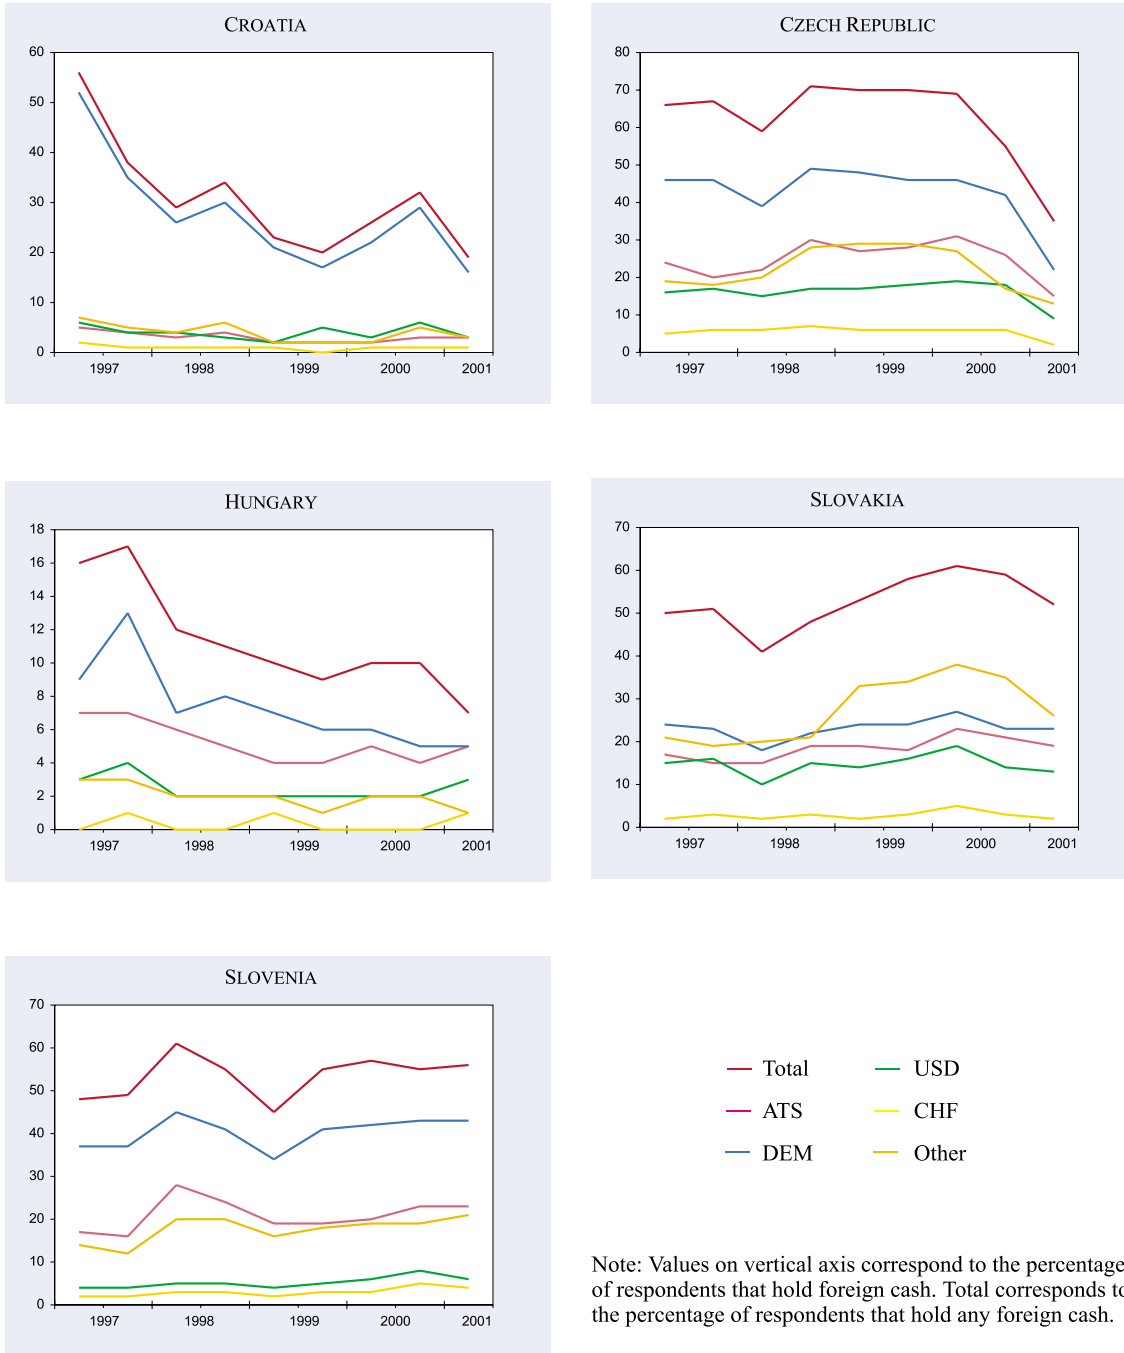 CROATIA
60
50
40
30
20
10
0
1997 1998 1999 2000 2001
CZECH REPUBLIC
80
70
60
50
40
30
20
10
0
1997 1998 1999 2000 2001
HUNGARY
18
16
14
12
10
8
6
4
2
0
1997 1998 1999 2000 2001
SLOVAKIA
70
60
50
40
30
20
10
0
1997 1998 1999 2000 2001
SLOVENIA
70
60
50
40
30
20
10
0
1997 1998 1999 2000 2001
Total USD
ATS CHF
DEM Other
Note: Values on vertical axis correspond to the percentage
of respondents that hold foreign cash. Total corresponds to
the percentage of respondents that hold any foreign cash.